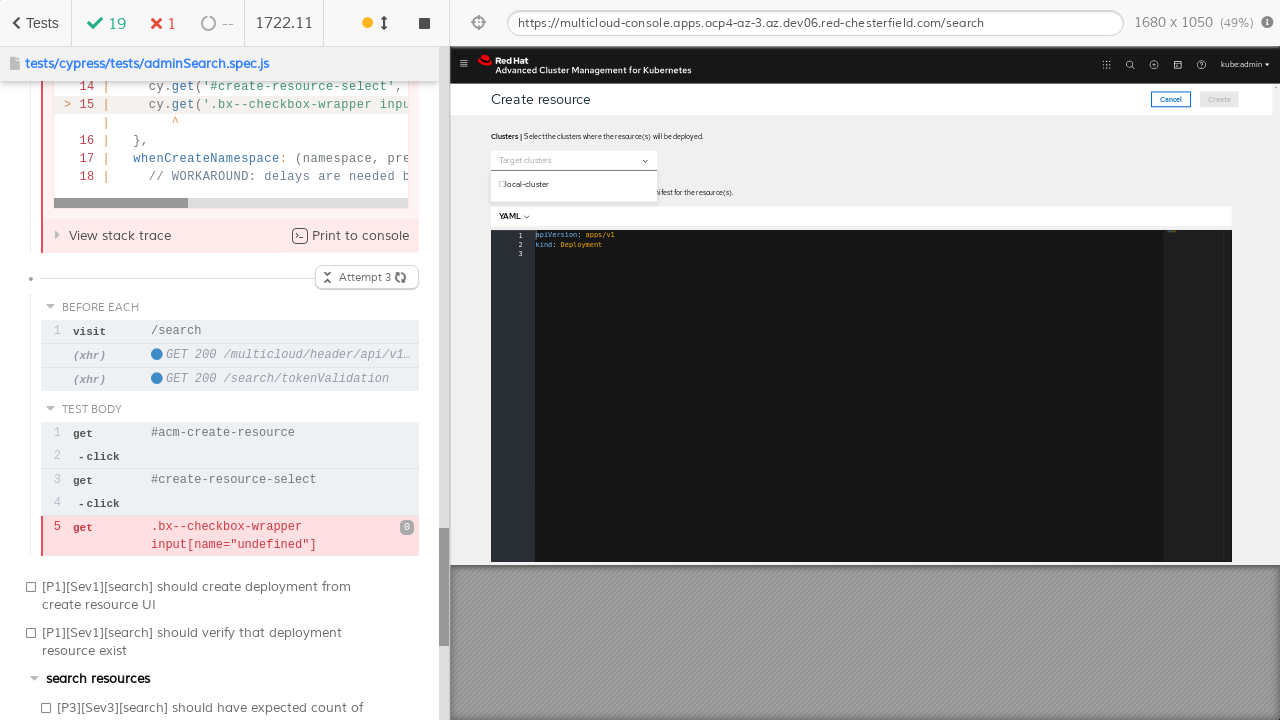 Tests
19
1
--
1722.11
https://multicloud-console.apps.ocp4-az-3.az.dev06.red-chesterfield.com/search
1680 x 1050 (49%)
tests/cypress/tests/adminSearch.spec.js
14 | cy.get('#create-resource-select',
> 15 | cy.get('.bx--checkbox-wrapper inpu
| ^
16 | },
17 | whenCreateNamespace: (namespace, pre
18 | // WORKAROUND: delays are needed b
View stack trace
Print to console
Attempt 3
BEFORE EACH
1 visit /search
(xhr) GET 200 /multicloud/header/api/v1…
(xhr) GET 200 /search/tokenValidation
TEST BODY
1 get #acm-create-resource
2 -click
3 get #create-resource-select
4 -click
5 get .bx--checkbox-wrapper 0
input[name="undefined"]
[P1][Sev1][search] should create deployment from
create resource UI
[P1][Sev1][search] should verify that deployment
resource exist
search resources
[P3][Sev3][search] should have expected count of
Red Hat
Advanced Cluster Management for Kubernetes
kube:admin
Create resource
Cancel
Create
Clusters | Select the clusters where the resource(s) will be deployed.
Target clusters
local-cluster
nifest for the resource(s).
YAML
1 apiVersion: apps/v1
2 kind: Deployment
3